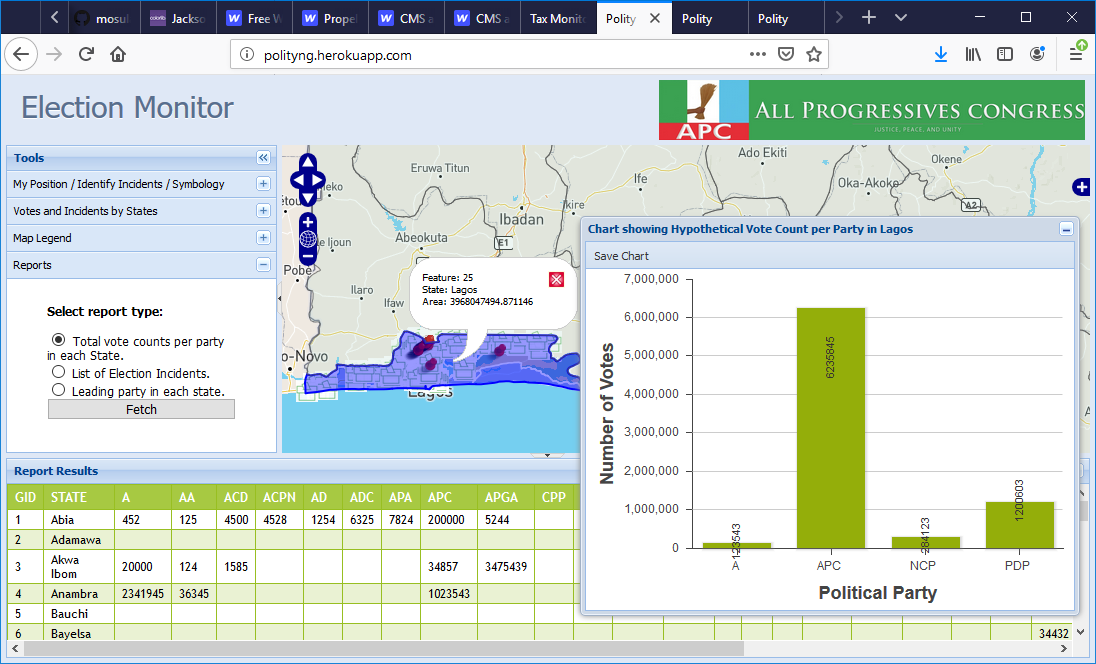 mosul
Jackso
Free W
Propel
CMS a
CMS a
Tax Monito
Polity
Polity
Polity
polityng.herokuapp.com
Election Monitor
APC
ALL PROGRESSIVES CONGRESS
JUSTICE, PEACE, AND UNITY
Tools
My Position / Identify Incidents / Symbology
Votes and Incidents by States
Map Legend
Reports
Select report type:
Total vote counts per party
in each State.
List of Election Incidents.
Leading party in each state.
Fetch
Eruwa Titun
Ado Ekiti
Okene
Ife
Oka-Akoko
A2
Ikire
Ibadan
Abeokuta
E1
Ijoun
Pobè
Ilaro
Ifaw
o-Novo
Lagos
Feature: 25
State: Lagos
Area: 3968047494.871146
Chart showing Hypothetical Vote Count per Party in Lagos
Save Chart
7,000,000
6,000,000
5,000,000
4,000,000
3,000,000
2,000,000
1,000,000
0
Number of Votes
123543
6235845
284123
1200603
A APC NCP PDP
Political Party
Report Results
GID STATE A AA ACD ACPN AD ADC APA APC APGA CPP
1 Abia 452 125 4500 4528 1254 6325 7824 200000 5244
2 Adamawa
3 Akwa Ibom 20000 124 1585 34857 3475439
4 Anambra 2341945 36345 1023543
5 Bauchi
6 Bayelsa 34432